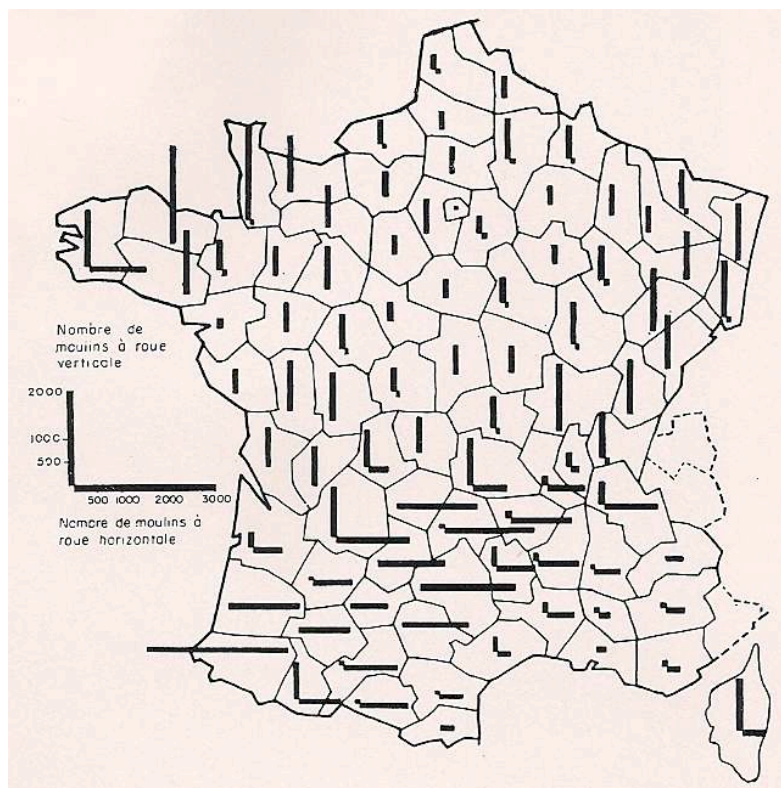 Nombre de
moulins à roue
verticale
2000
1000
500
500 1000 2000 3000
Nombre de moulins à
roue horizontale